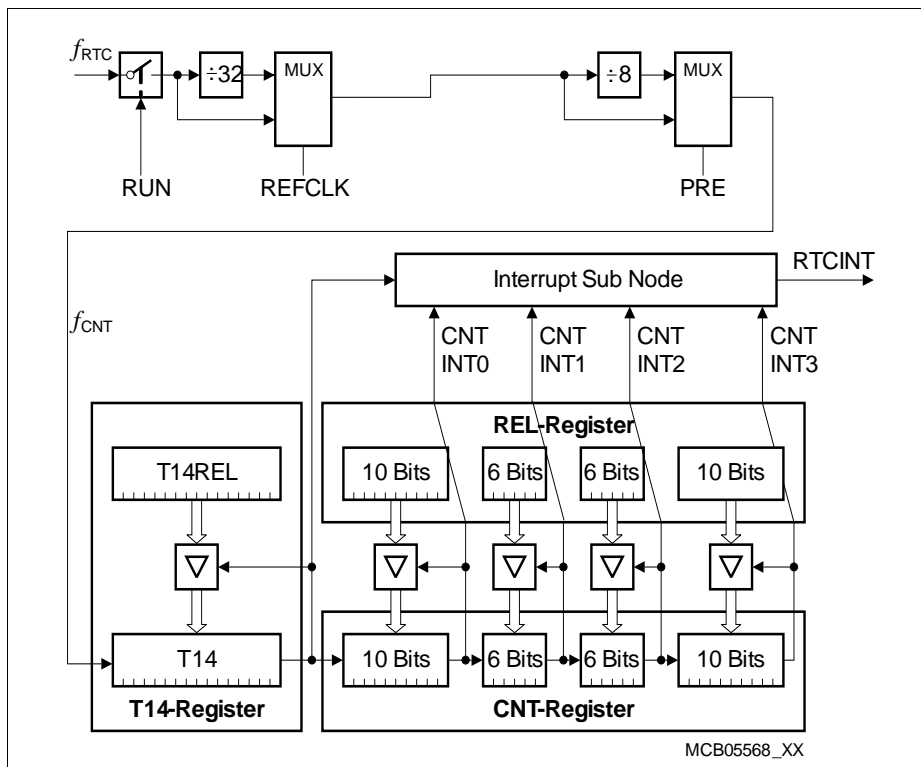 fRTC
÷32
MUX
÷8
MUX
RUN
REFCLK
PRE
RTCINT
Interrupt Sub Node
fCNT
CNT
INT0
CNT
INT1
CNT
INT2
CNT
INT3
REL-Register
T14REL
10 Bits
6 Bits
6 Bits
10 Bits
T14
10 Bits
6 Bits
6 Bits
10 Bits
T14-Register
CNT-Register
MCB05568_XX